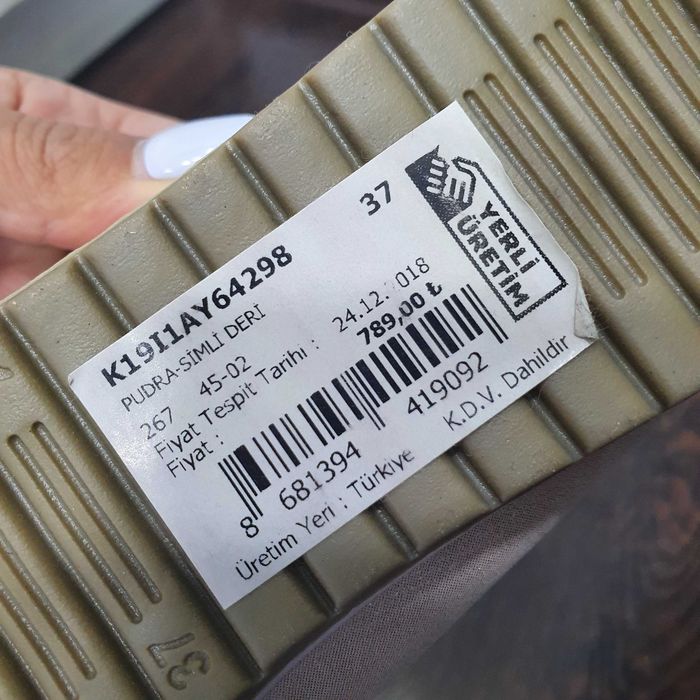 K19I1AY64298
37
PUDRA-SİMLİ DERİ
267 45-02
Fiyat Tespit Tarihi : 24.12.2018
Fiyat : 789,00 ₺
8 681394 419092
Üretim Yeri : Türkiye
K.D.V. Dahildir
YERLİ
ÜRETİM
37